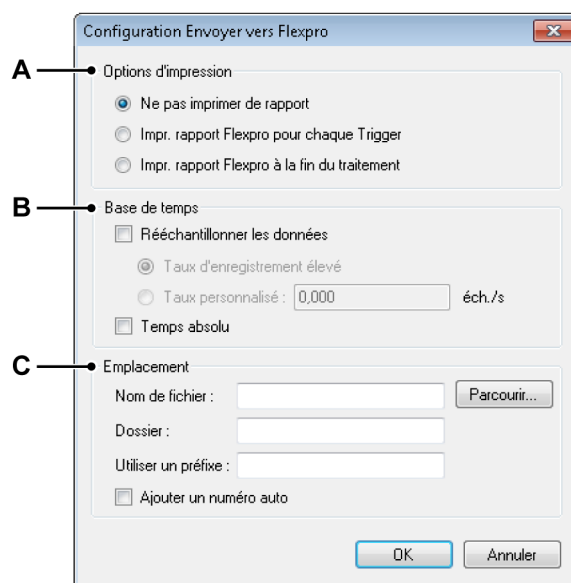 Configuration Envoyer vers Flexpro
A
Options d'impression
Ne pas imprimer de rapport
Impr. rapport Flexpro pour chaque Trigger
Impr. rapport Flexpro à la fin du traitement
B
Base de temps
Rééchantillonner les données
Taux d'enregistrement élevé
Taux personnalisé : 0,000 éch./s
Temps absolu
C
Emplacement
Nom de fichier : Parcourir...
Dossier :
Utiliser un préfixe :
Ajouter un numéro auto
OK Annuler